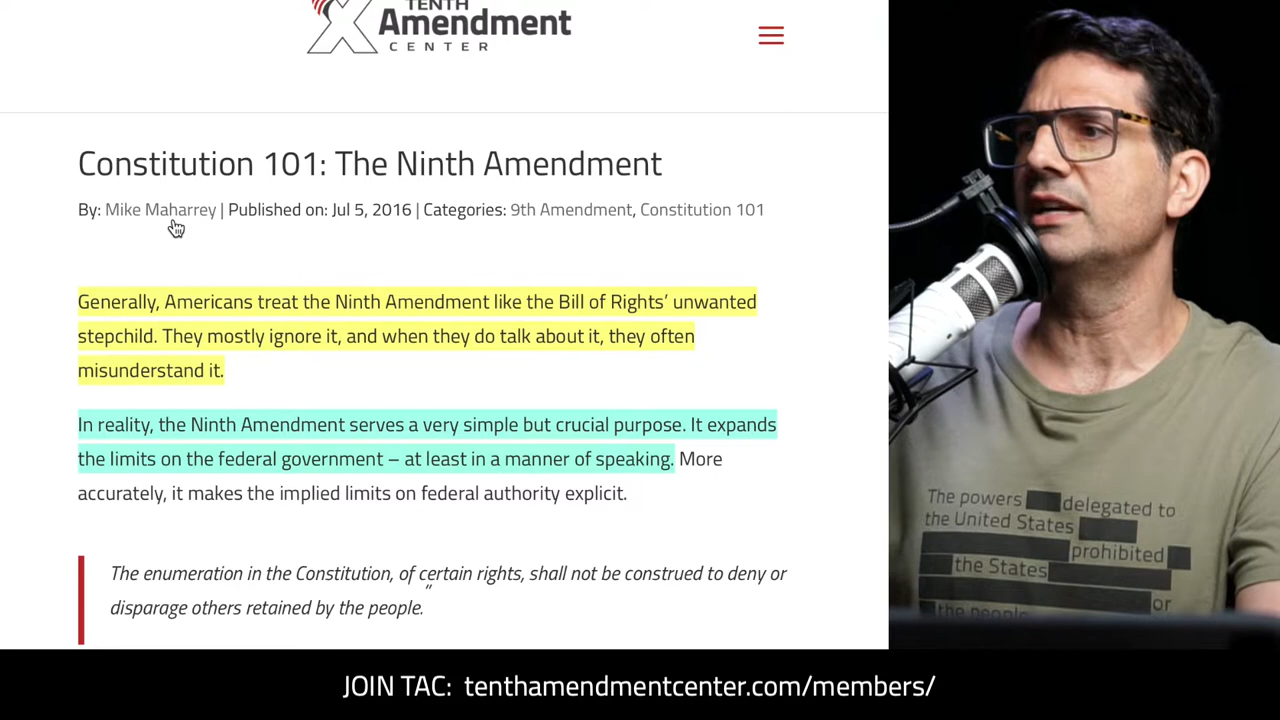 TENTH
Amendment
CENTER
Constitution 101: The Ninth Amendment
By: Mike Maharrey | Published on: Jul 5, 2016 | Categories: 9th Amendment, Constitution 101
Generally, Americans treat the Ninth Amendment like the Bill of Rights’ unwanted
stepchild. They mostly ignore it, and when they do talk about it, they often
misunderstand it.
In reality, the Ninth Amendment serves a very simple but crucial purpose. It expands
the limits on the federal government – at least in a manner of speaking. More
accurately, it makes the implied limits on federal authority explicit.
The enumeration in the Constitution, of certain rights, shall not be construed to deny or
disparage others retained by the people.”
The powers delegated to
the United States
prohibited
the States
or
the people
JOIN TAC: tenthamendmentcenter.com/members/